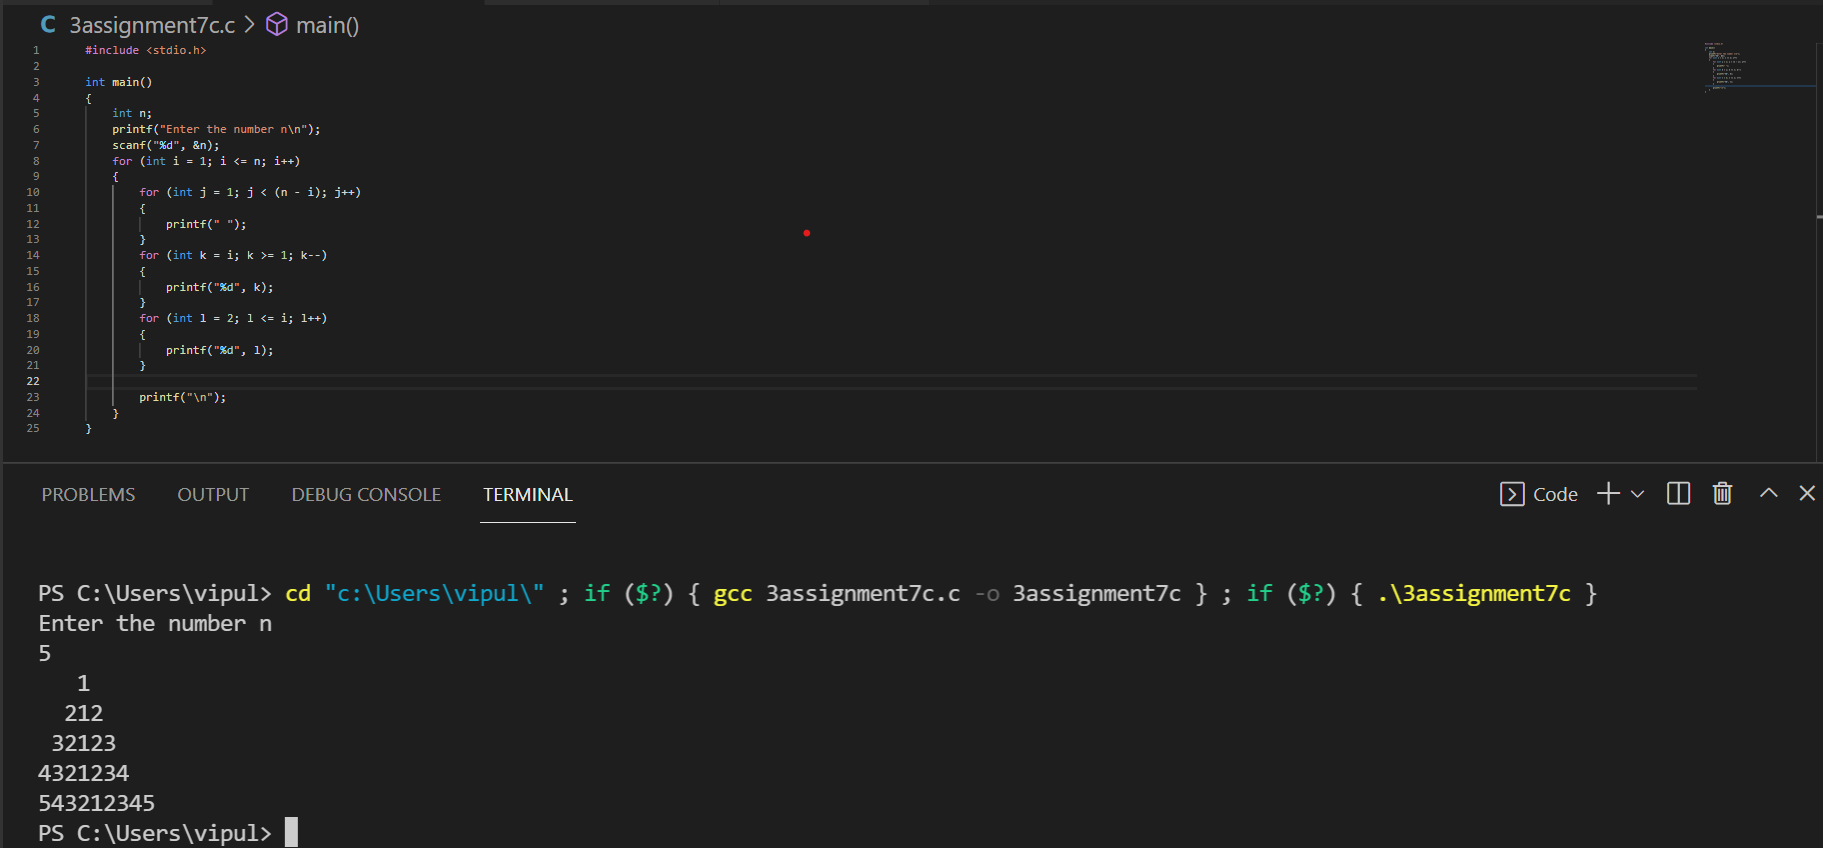 C 3assignment7c.c > main()
1 #include <stdio.h>
2
3 int main()
4 {
5 int n;
6 printf("Enter the number n\n");
7 scanf("%d", &n);
8 for (int i = 1; i <= n; i++)
9 {
10 for (int j = 1; j < (n - i); j++)
11 {
12 printf(" ");
13 }
14 for (int k = i; k >= 1; k--)
15 {
16 printf("%d", k);
17 }
18 for (int l = 2; l <= i; l++)
19 {
20 printf("%d", l);
21 }
22
23 printf("\n");
24 }
25 }
PROBLEMS OUTPUT DEBUG CONSOLE TERMINAL Code
PS C:\Users\vipul> cd "c:\Users\vipul\" ; if ($?) { gcc 3assignment7c.c -o 3assignment7c } ; if ($?) { .\3assignment7c }
Enter the number n
5
   1
  212
 32123
4321234
543212345
PS C:\Users\vipul>